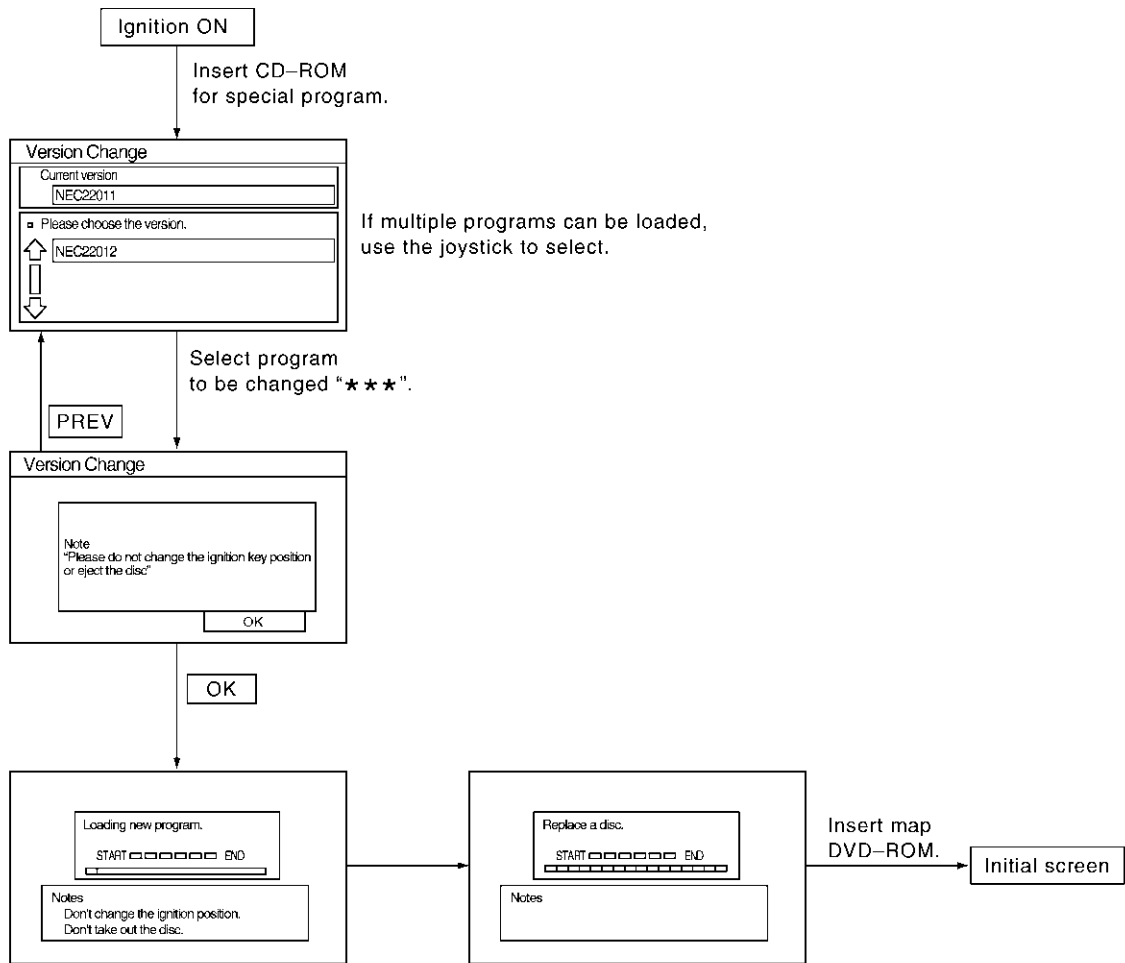 Ignition ON
Insert CD–ROM
for special program.
Version Change
Current version
NEC22011
Please choose the version.
NEC22012
If multiple programs can be loaded,
use the joystick to select.
Select program
to be changed “★★★”.
PREV
Version Change
Note
“Please do not change the ignition key position
or eject the disc”
OK
OK
Loading new program.
START END
Notes
Don't change the ignition position.
Don't take out the disc.
Replace a disc.
START END
Notes
Insert map
DVD–ROM.
Initial screen